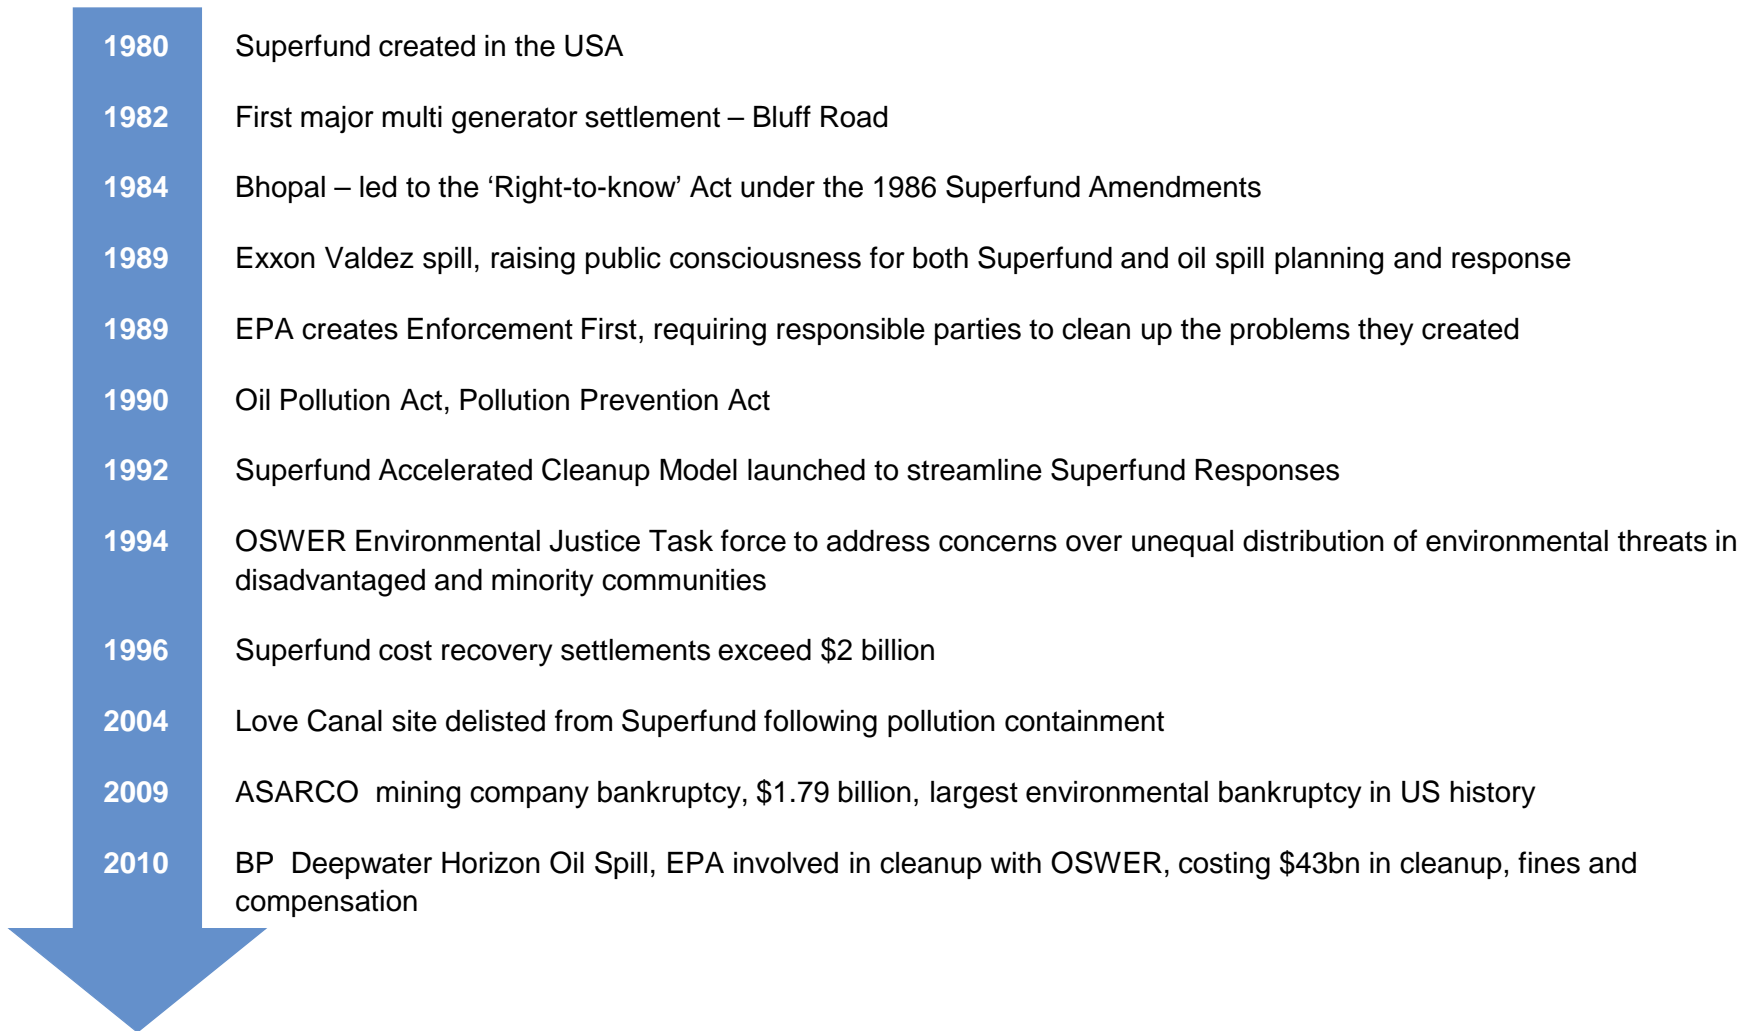 1980 Superfund created in the USA
1982 First major multi generator settlement – Bluff Road
1984 Bhopal – led to the ‘Right-to-know’ Act under the 1986 Superfund Amendments
1989 Exxon Valdez spill, raising public consciousness for both Superfund and oil spill planning and response
1989 EPA creates Enforcement First, requiring responsible parties to clean up the problems they created
1990 Oil Pollution Act, Pollution Prevention Act
1992 Superfund Accelerated Cleanup Model launched to streamline Superfund Responses
1994 OSWER Environmental Justice Task force to address concerns over unequal distribution of environmental threats in
disadvantaged and minority communities
1996 Superfund cost recovery settlements exceed $2 billion
2004 Love Canal site delisted from Superfund following pollution containment
2009 ASARCO mining company bankruptcy, $1.79 billion, largest environmental bankruptcy in US history
2010 BP Deepwater Horizon Oil Spill, EPA involved in cleanup with OSWER, costing $43bn in cleanup, fines and
compensation